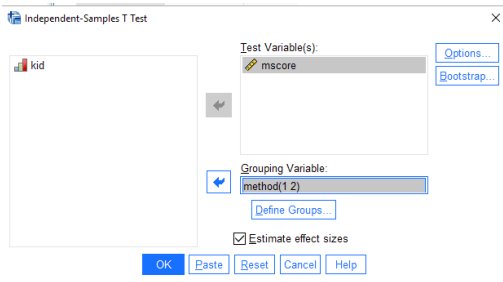 Independent-Samples T Test
kid
Test Variable(s):
mscore
Options...
Bootstrap...
Grouping Variable:
method(1 2)
Define Groups...
Estimate effect sizes
OK Paste Reset Cancel Help